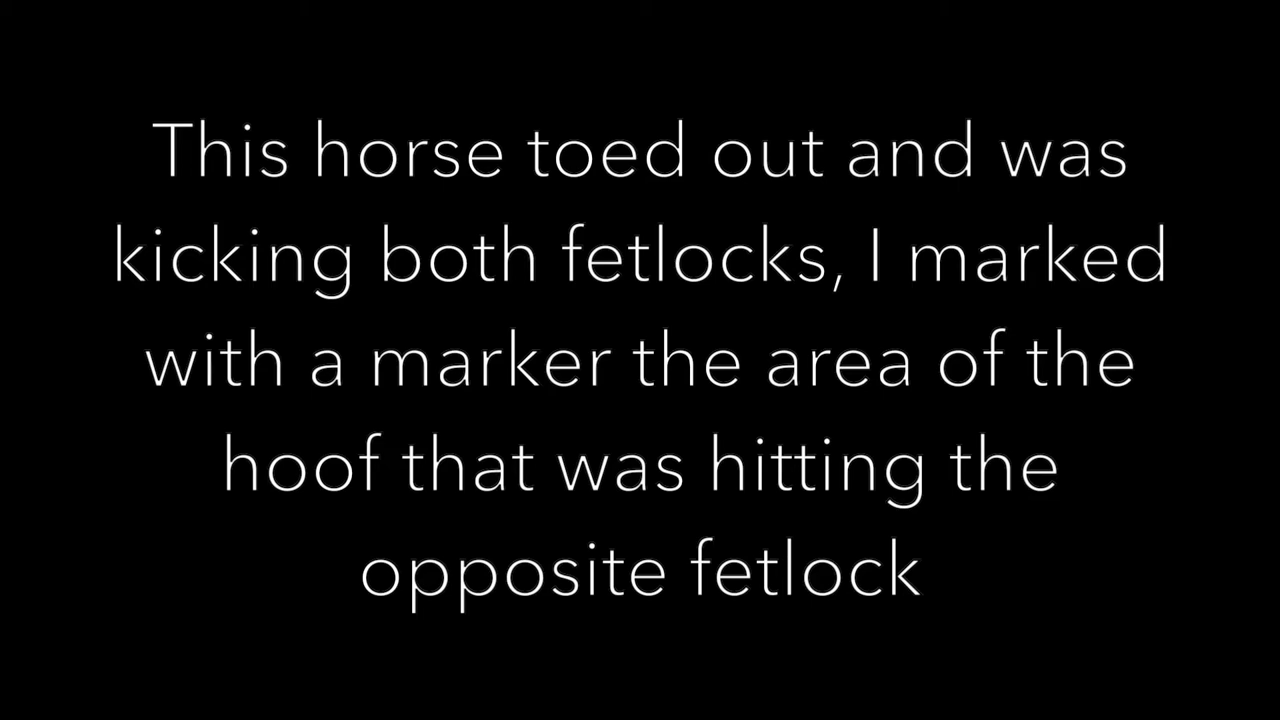 This horse toed out and was
kicking both fetlocks, I marked
with a marker the area of the
hoof that was hitting the
opposite fetlock